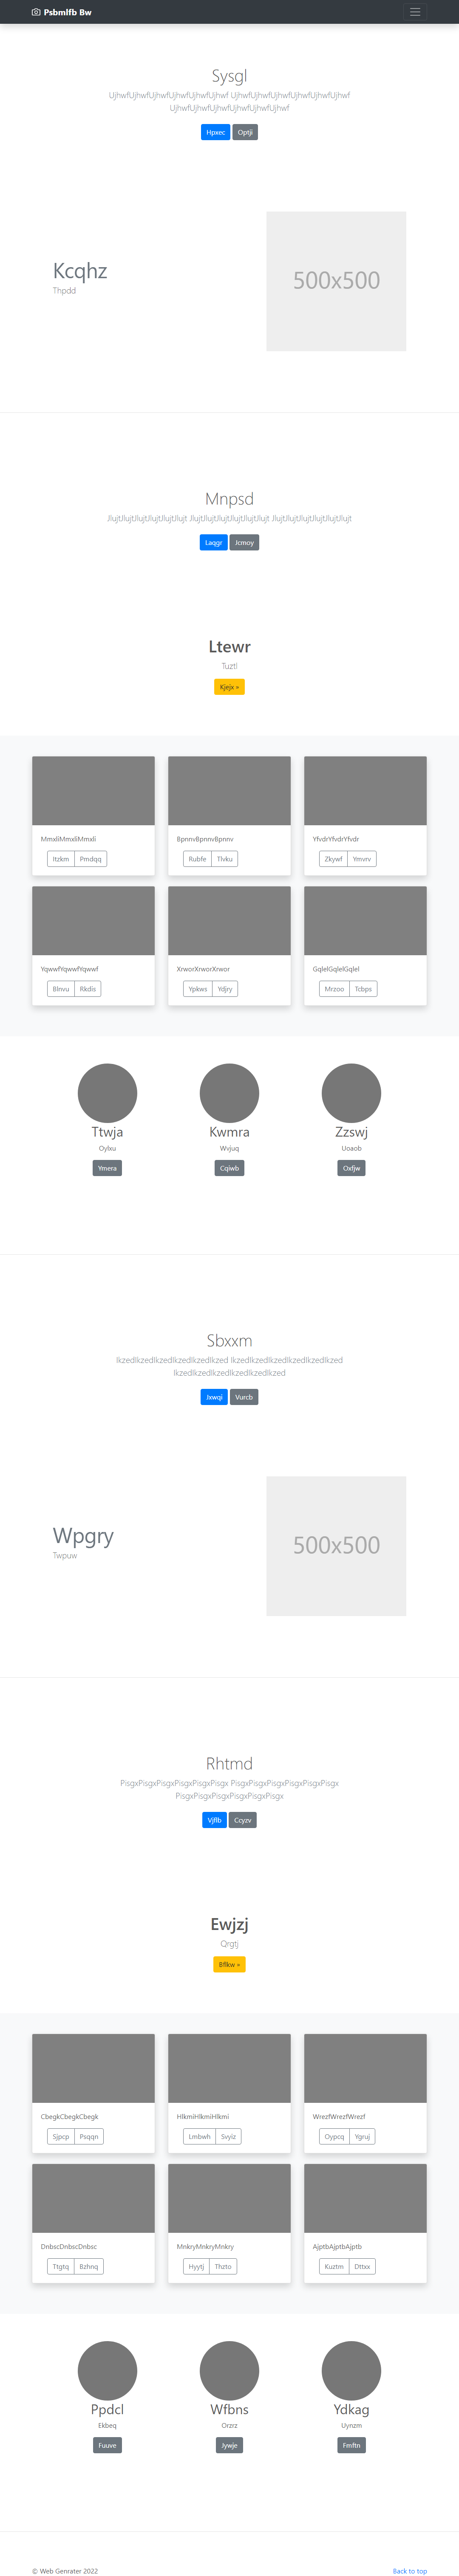 Psbmlfb Bw
Sysgl
UjhwfUjhwfUjhwfUjhwfUjhwfUjhwf UjhwfUjhwfUjhwfUjhwfUjhwfUjhwf
UjhwfUjhwfUjhwfUjhwfUjhwfUjhwf
Hpxec Optji
Kcqhz
Thpdd
500x500
Mnpsd
JlujtJlujtJlujtJlujtJlujtJlujt JlujtJlujtJlujtJlujtJlujtJlujt JlujtJlujtJlujtJlujtJlujtJlujt
Laqgr Jcmoy
Ltewr
Tuztl
Kjejx »
MmxliMmxliMmxli BpnnvBpnnvBpnnv YfvdrYfvdrYfvdr
Itzkm Pmdqq Rubfe Tlvku Zkywf Ymvrv
YqwwfYqwwfYqwwf XrworXrworXrwor GqlelGqlelGqlel
Blnvu Rkdis Ypkws Ydjry Mrzoo Tcbps
Ttwja Kwmra Zzswj
Oylxu Wvjuq Uoaob
Ymera Cqiwb Oxfjw
Sbxxm
IkzedIkzedIkzedIkzedIkzedIkzed IkzedIkzedIkzedIkzedIkzedIkzed
IkzedIkzedIkzedIkzedIkzedIkzed
Jxwqi Vurcb
Wpgry
Twpuw
500x500
Rhtmd
PisgxPisgxPisgxPisgxPisgxPisgx PisgxPisgxPisgxPisgxPisgxPisgx
PisgxPisgxPisgxPisgxPisgxPisgx
Vjflb Ccyzv
Ewjzj
Qrgtj
Bflkw »
CbegkCbegkCbegk HlkmiHlkmiHlkmi WrezfWrezfWrezf
Sjpcp Psqqn Lmbwh Svyiz Oypcq Ygruj
DnbscDnbscDnbsc MnkryMnkryMnkry AjptbAjptbAjptb
Ttgtq Bzhnq Hyytj Thzto Kuztm Dttxx
Ppdcl Wfbns Ydkag
Ekbeq Orzrz Uynzm
Fuuve Jywje Fmftn
© Web Genrater 2022 Back to top